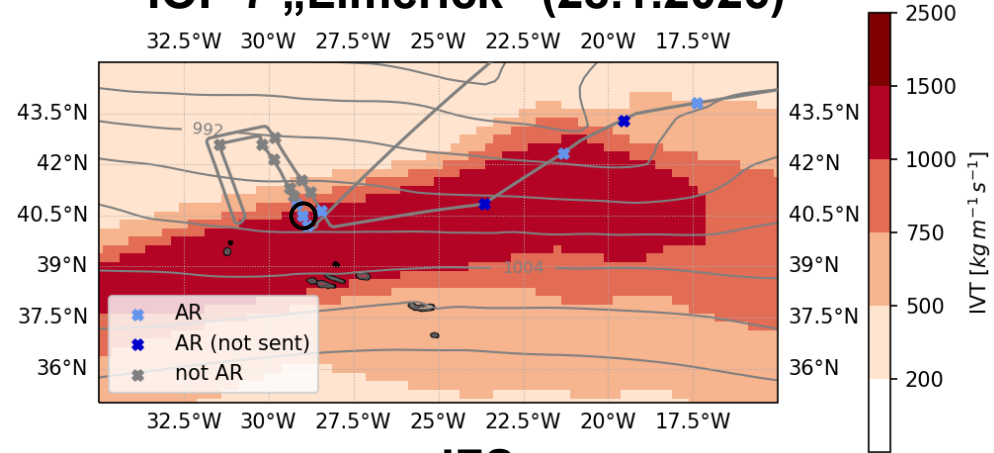 32.5°W 30°W 27.5°W 25°W 22.5°W 20°W 17.5°W
2500
1500
1000
750
500
200
IVT [kg m⁻¹ s⁻¹]
43.5°N 43.5°N
992
42°N 42°N
40.5°N 40.5°N
39°N 1004 39°N
37.5°N 37.5°N
36°N 36°N
AR
AR (not sent)
not AR
32.5°W 30°W 27.5°W 25°W 22.5°W 20°W 17.5°W